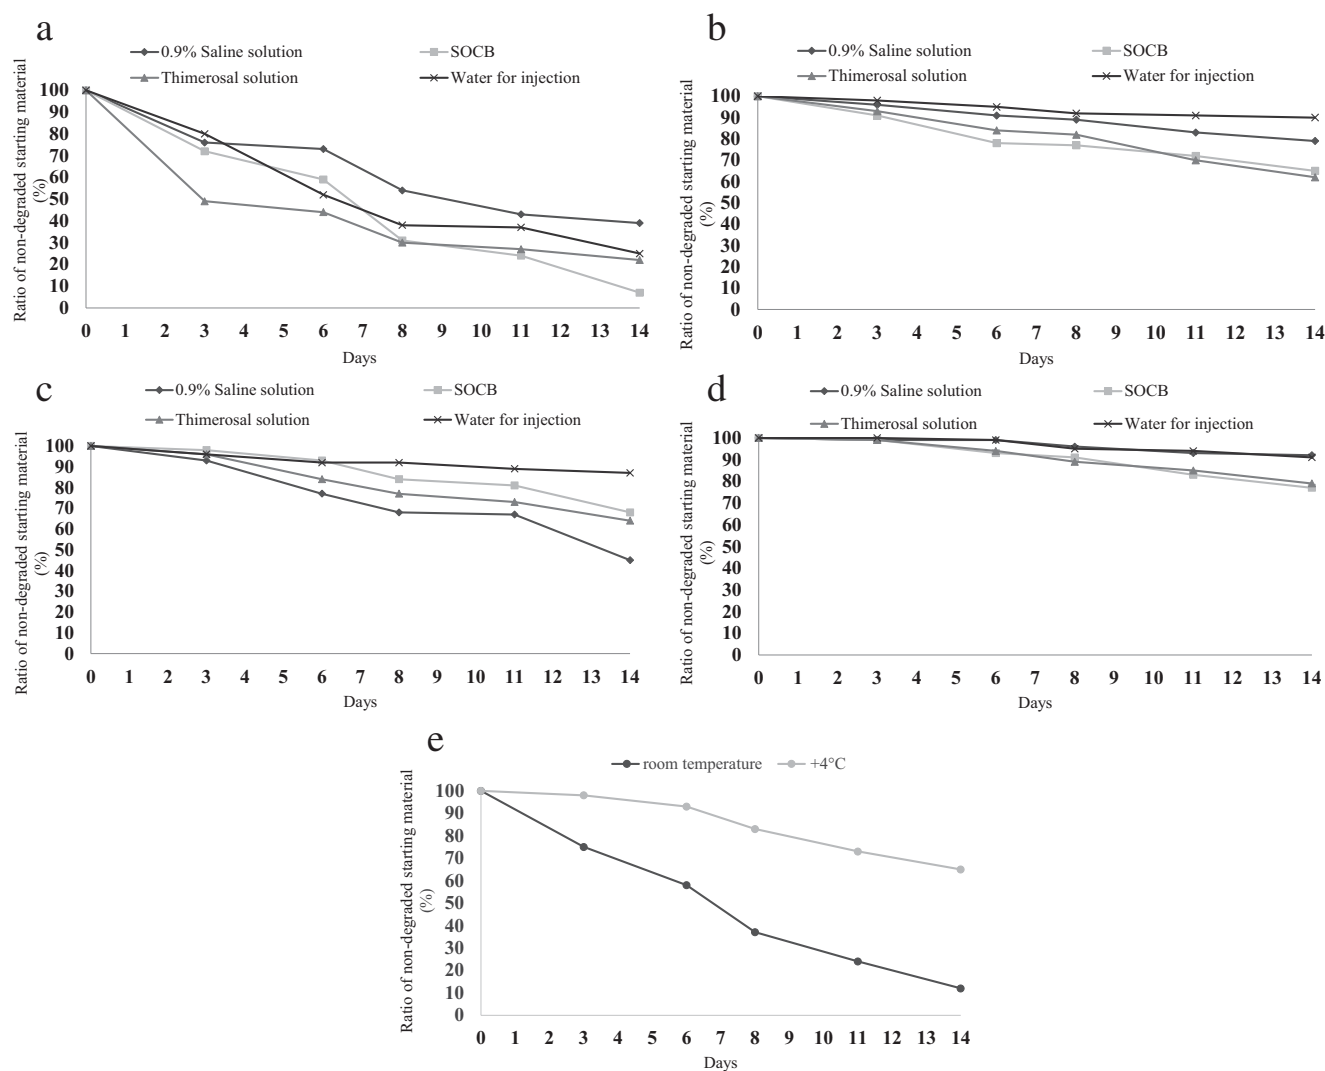 a
0.9% Saline solution SOCB
Thimerosal solution Water for injection
Ratio of non-degraded starting material
(%)
100
90
80
70
60
50
40
30
20
10
0
0 1 2 3 4 5 6 7 8 9 10 11 12 13 14
Days
b
0.9% Saline solution SOCB
Thimerosal solution Water for injection
Ratio of non-degraded starting material
(%)
100
90
80
70
60
50
40
30
20
10
0
0 1 2 3 4 5 6 7 8 9 10 11 12 13 14
Days
c
0.9% Saline solution SOCB
Thimerosal solution Water for injection
Ratio of non-degraded starting material
(%)
100
90
80
70
60
50
40
30
20
10
0
0 1 2 3 4 5 6 7 8 9 10 11 12 13 14
Days
d
0.9% Saline solution SOCB
Thimerosal solution Water for injection
Ratio of non-degraded starting material
(%)
100
90
80
70
60
50
40
30
20
10
0
0 1 2 3 4 5 6 7 8 9 10 11 12 13 14
Days
e
room temperature +4°C
Ratio of non-degraded starting material
(%)
100
90
80
70
60
50
40
30
20
10
0
0 1 2 3 4 5 6 7 8 9 10 11 12 13 14
Days